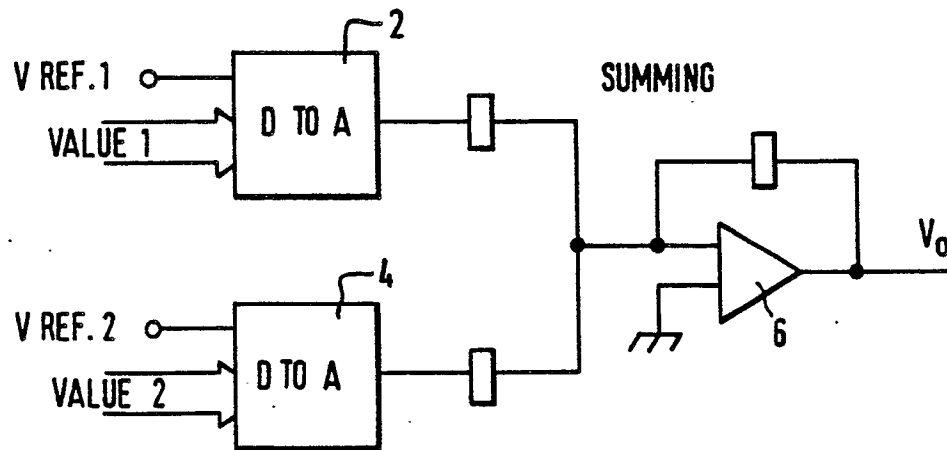 2
V REF. 1
SUMMING
D TO A
VALUE 1
V₀
4
V REF. 2
6
D TO A
VALUE 2